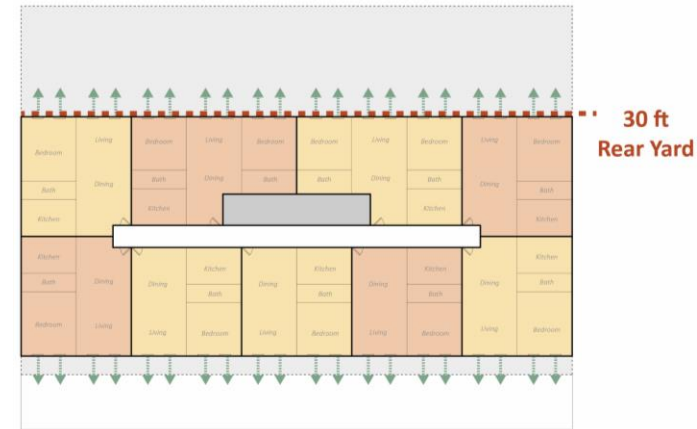 30 ft
Rear Yard
Bedroom Living Bedroom Living Bedroom Bedroom Living Bedroom Living Bedroom
Bath Dining Bath Dining Bath Bath Dining Bath Dining Bath
Kitchen Kitchen Kitchen Kitchen
Kitchen Dining Dining Kitchen Dining Kitchen Dining Kitchen Dining Kitchen
Bath Bath Bath Bath Bath
Bedroom Living Living Bedroom Living Bedroom Living Bedroom Living Bedroom